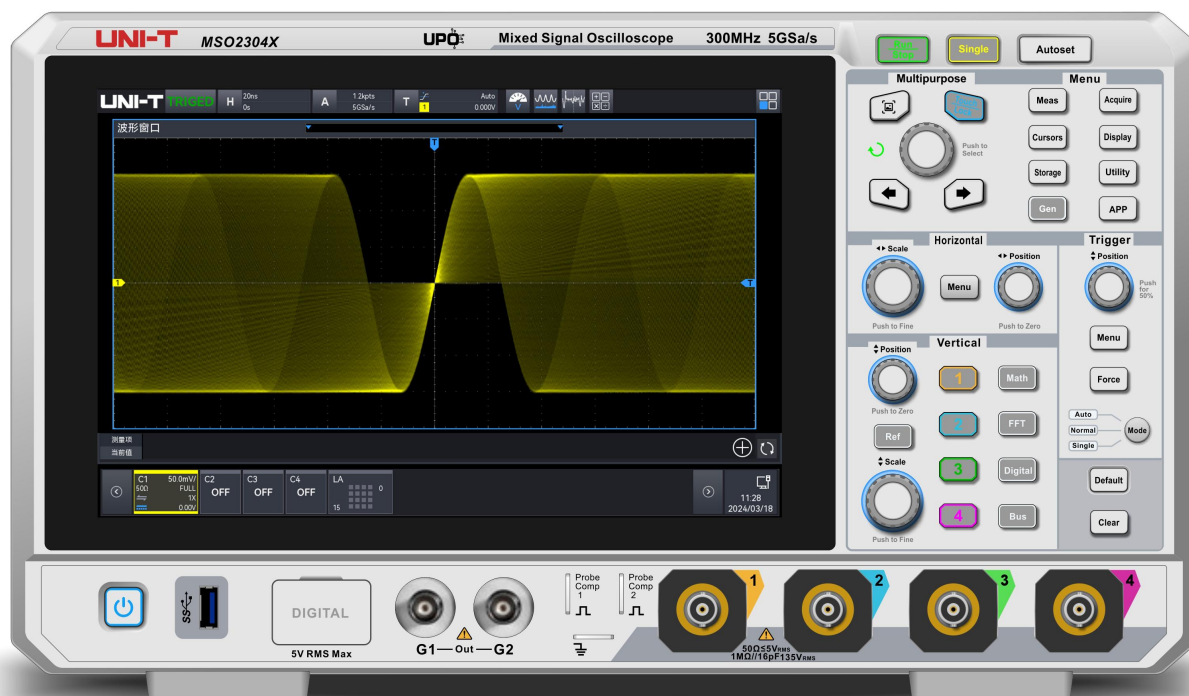 UNI-T MSO2304X
UPO
Mixed Signal Oscilloscope
300MHz 5GSa/s
Single
Autoset
UNI-T TRIGED
H 20ns
0s
A 1.2kpts
5GSa/s
T Auto
1 0.000V
波形窗口
T
1
T
测量项
当前值
C1 50.0mV/
50Ω FULL
1X
0.00V
C2
OFF
C3
OFF
C4
OFF
LA
0
15
11:28
2024/03/18
Multipurpose
Push to
Select
Menu
Meas
Acquire
Cursors
Display
Storage
Utility
Gen
APP
Horizontal
Scale
Position
Menu
Push to Fine
Push to Zero
Trigger
Position
Push
for
50%
Menu
Force
Auto
Normal
Single
Mode
Default
Clear
Vertical
Position
Push to Zero
Ref
Scale
Push to Fine
1
Math
2
FFT
3
Digital
4
Bus
SS
DIGITAL
5V RMS Max
G1—Out—G2
Probe
Comp
1
Probe
Comp
2
1
2
3
4
50Ω≤5VRMS
1MΩ//16pF135VRMS